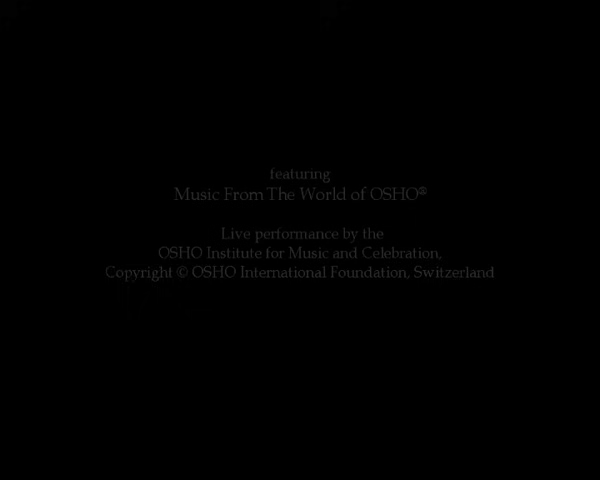 featuring
Music From The World of OSHO®
Live performance by the
OSHO Institute for Music and Celebration,
Copyright © OSHO International Foundation, Switzerland